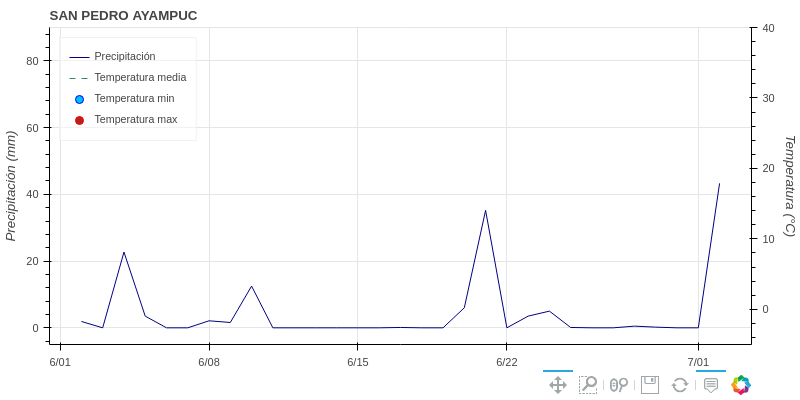 SAN PEDRO AYAMPUC
Precipitación
Temperatura media
Temperatura min
Temperatura max
Precipitación (mm)
80
60
40
20
0
Temperatura (°C)
40
30
20
10
0
6/01 6/08 6/15 6/22 7/01